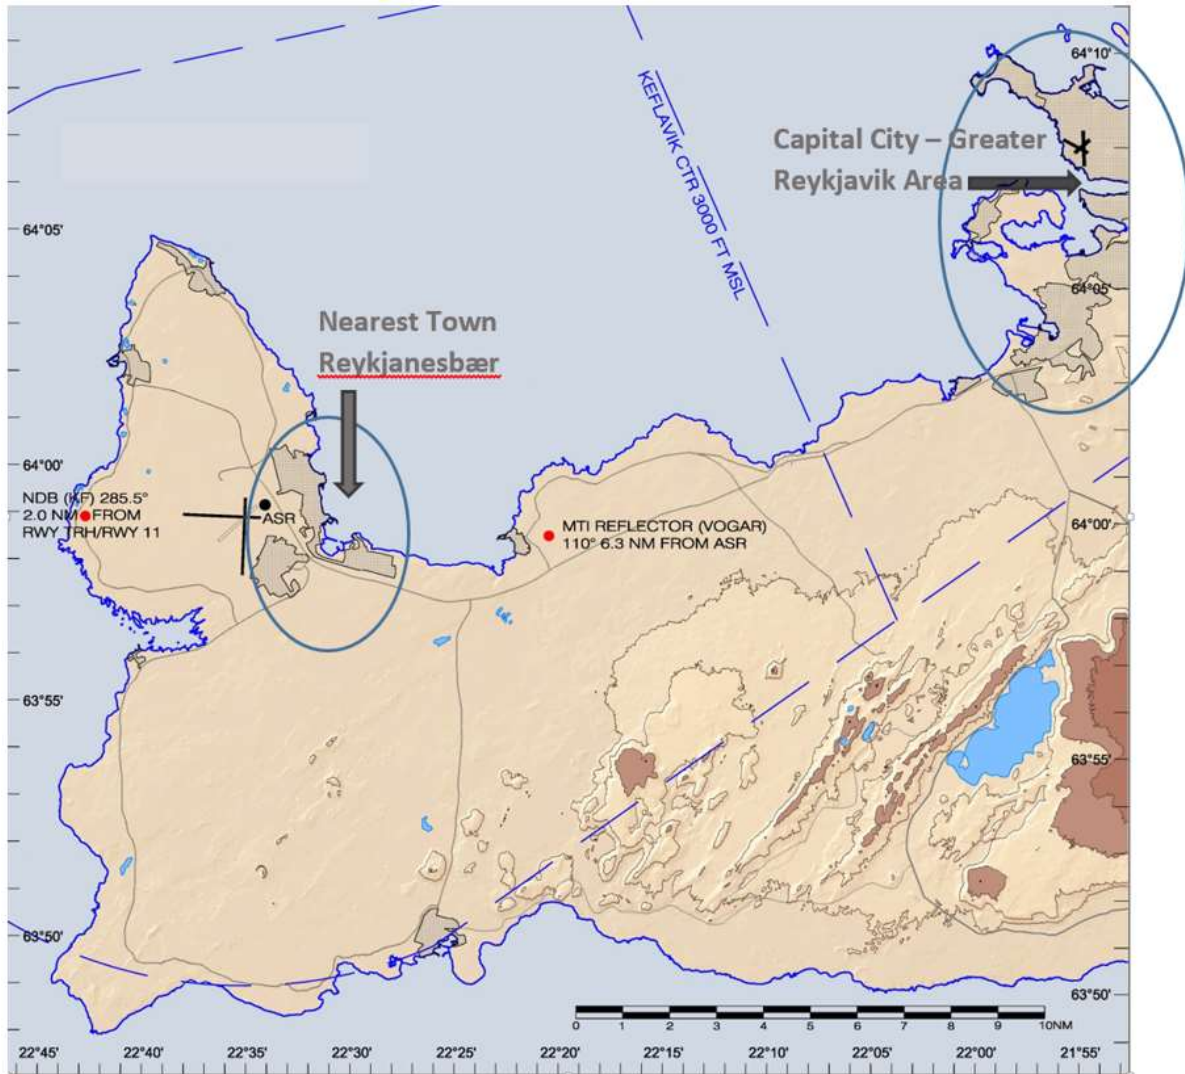 64°10'
KEFLAVIK CTR 3000 FT MSL
Capital City – Greater
Reykjavik Area
64°05'
64°05'
Nearest Town
Reykjanesbær
64°00'
NDB (KF) 285.5°
2.0 NM FROM
RWY TRH/RWY 11
ASR
MTI REFLECTOR (VOGAR)
110° 6.3 NM FROM ASR
64°00'
63°55'
63°55'
63°50'
63°50'
0 1 2 3 4 5 6 7 8 9 10NM
22°45' 22°40' 22°35' 22°30' 22°25' 22°20' 22°15' 22°10' 22°05' 22°00' 21°55'